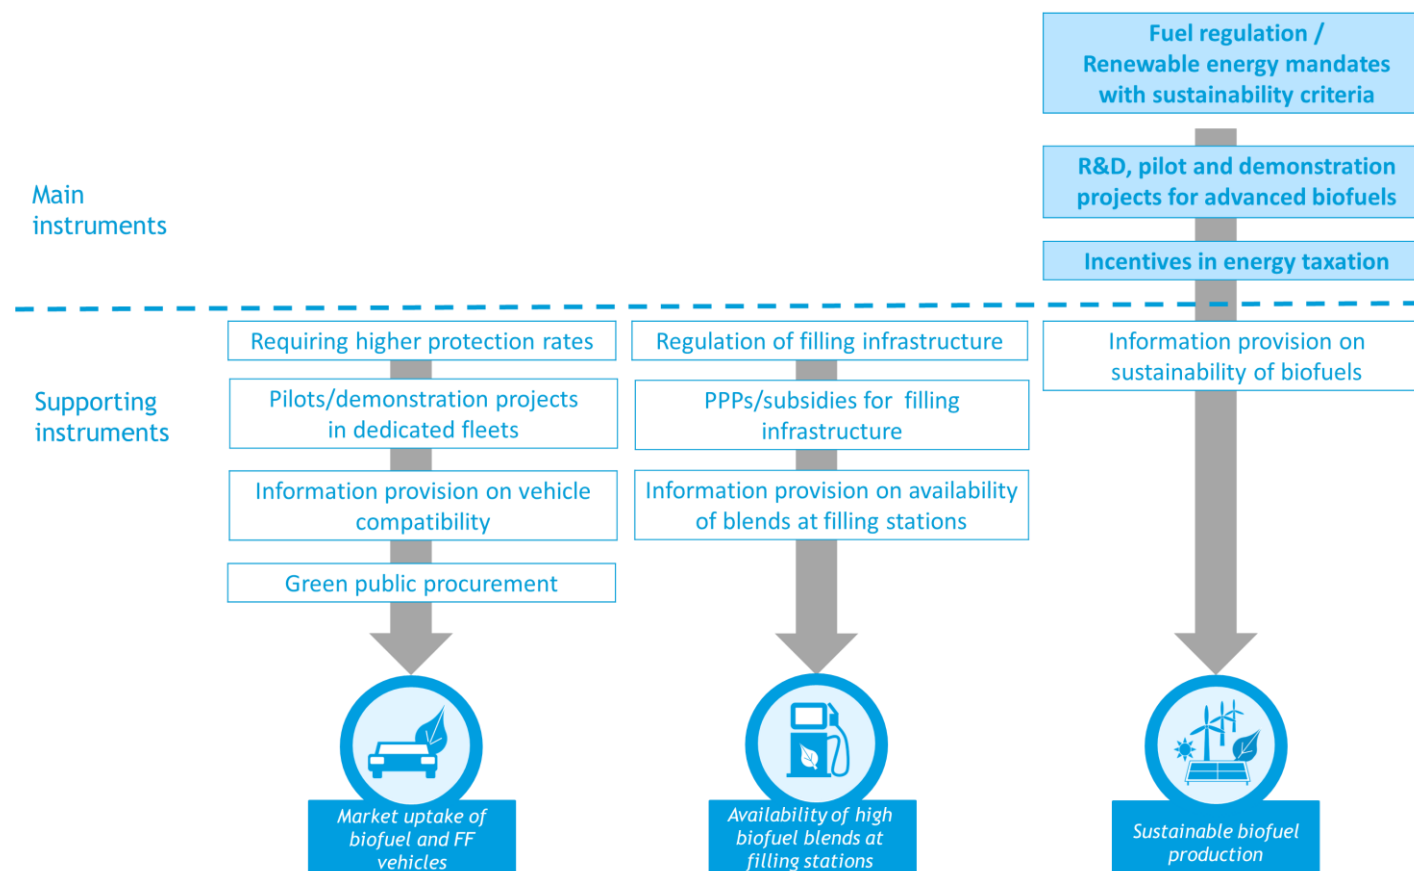 Fuel regulation /
Renewable energy mandates
with sustainability criteria
R&D, pilot and demonstration
projects for advanced biofuels
Incentives in energy taxation
Main
instruments
Supporting
instruments
Requiring higher protection rates
Pilots/demonstration projects
in dedicated fleets
Information provision on vehicle
compatibility
Green public procurement
Regulation of filling infrastructure
PPPs/subsidies for filling
infrastructure
Information provision on availability
of blends at filling stations
Information provision on
sustainability of biofuels
Market uptake of
biofuel and FF
vehicles
Availability of high
biofuel blends at
filling stations
Sustainable biofuel
production